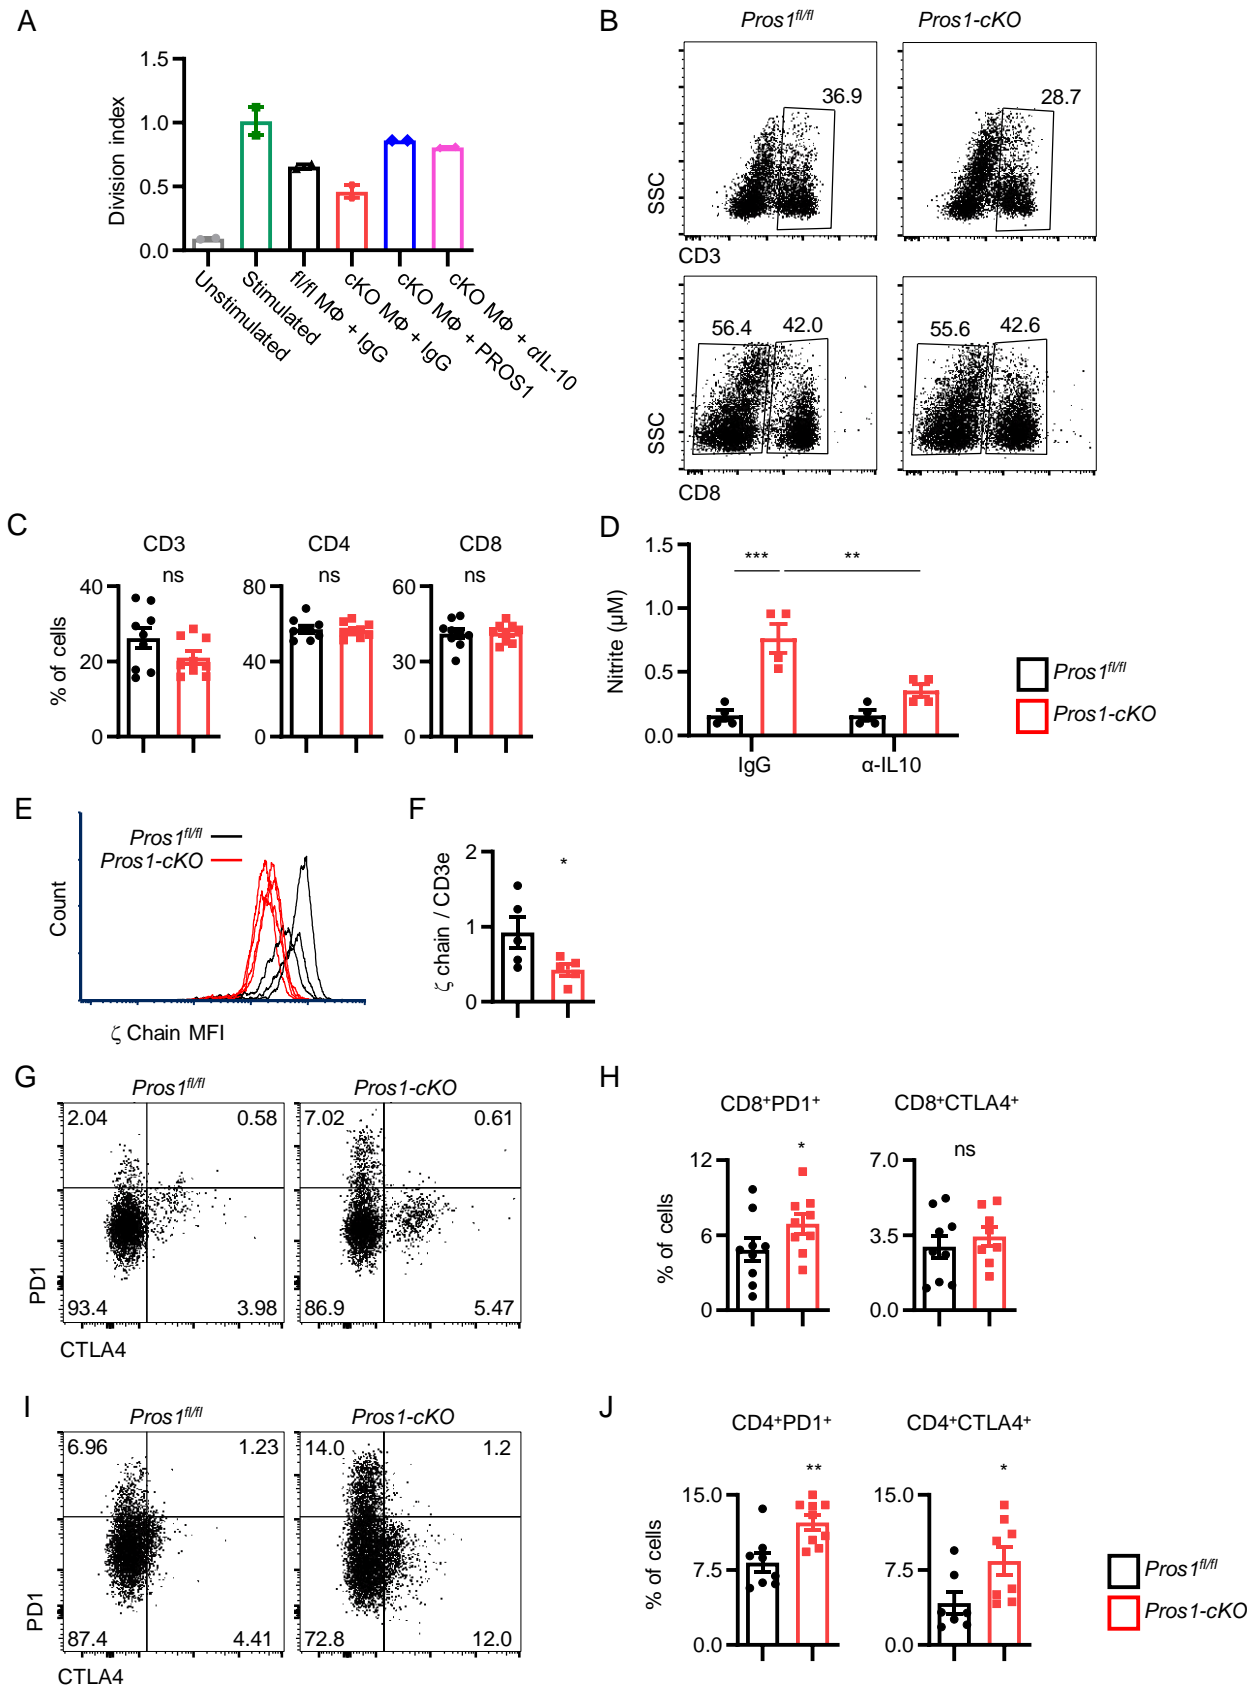 A
Division index
1.5
1.0
0.5
0.0
Unstimulated
Stimulated
fl/fl MΦ + IgG
cKO MΦ + IgG
cKO MΦ + PROS1
cKO MΦ + αIL-10
B
Pros1fl/fl
Pros1-cKO
36.9
28.7
SSC
CD3
56.4
42.0
55.6
42.6
SSC
CD8
C
CD3
CD4
CD8
ns
ns
ns
% of cells
40
20
0
80
40
0
60
30
0
D
Nitrite (μM)
1.5
1.0
0.5
0.0
***
**
IgG
α-IL10
Pros1fl/fl
Pros1-cKO
E
Pros1fl/fl
Pros1-cKO
Count
ζ Chain MFI
F
ζ chain / CD3e
2
1
0
*
G
Pros1fl/fl
Pros1-cKO
2.04
0.58
7.02
0.61
93.4
3.98
86.9
5.47
PD1
CTLA4
H
CD8+PD1+
CD8+CTLA4+
*
ns
% of cells
12
6
0
7.0
3.5
0.0
I
Pros1fl/fl
Pros1-cKO
6.96
1.23
14.0
1.2
87.4
4.41
72.8
12.0
PD1
CTLA4
J
CD4+PD1+
CD4+CTLA4+
**
*
% of cells
15.0
7.5
0.0
15.0
7.5
0.0
Pros1fl/fl
Pros1-cKO